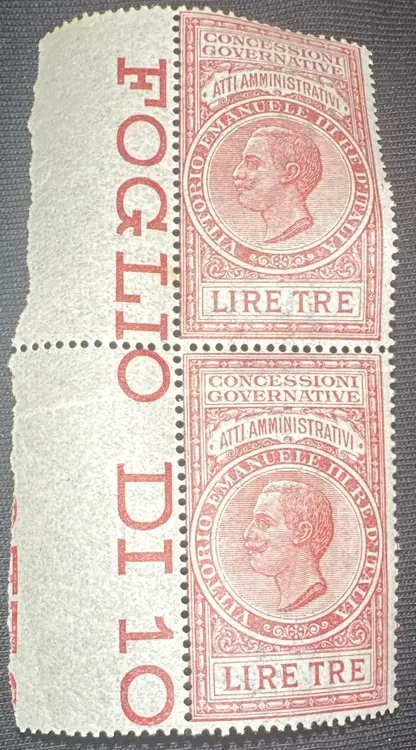 FOGLIO DI 10
CONCESSIONI
GOVERNATIVE
ATTI AMMINISTRATIVI
VITTORIO EMANUELE III RE D'ITALIA
LIRE TRE
CONCESSIONI
GOVERNATIVE
ATTI AMMINISTRATIVI
VITTORIO EMANUELE III RE D'ITALIA
LIRE TRE